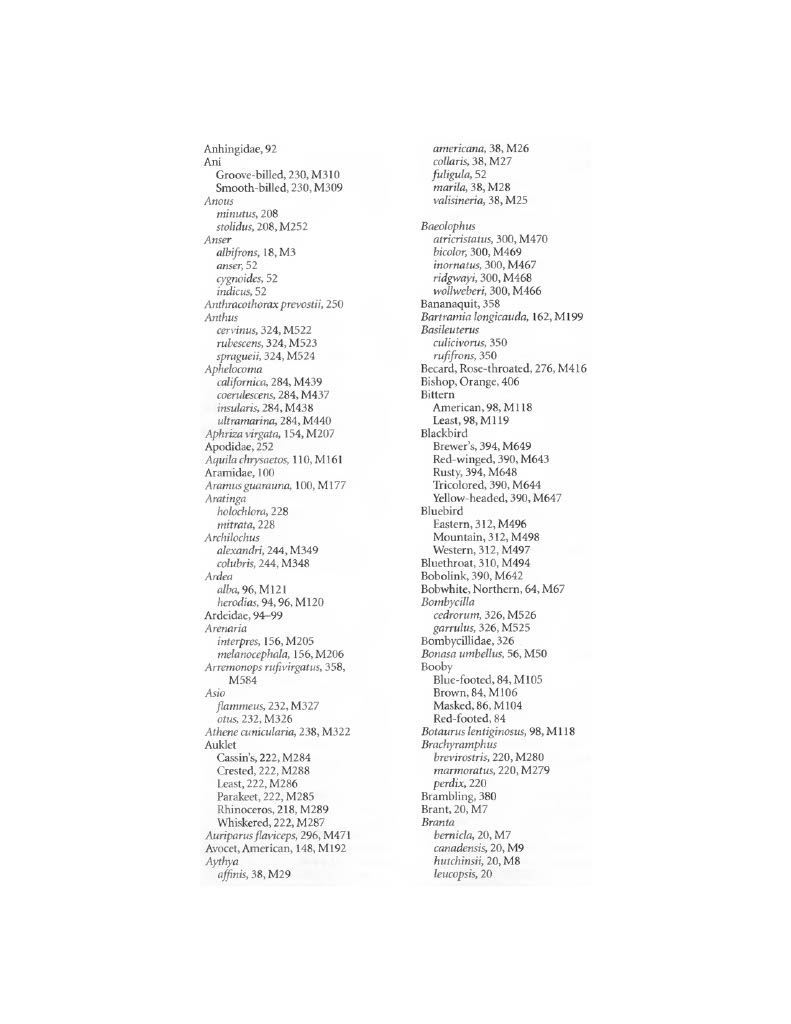 Anhingidae, 92
Ani
Groove-billed, 230, M310
Smooth-billed, 230, M309
Anous
minutus, 208
stolidus, 208, M252
Anser
albifrons, 18, M3
anser, 52
cygnoides, 52
indicus, 52
Anthracothorax prevostii, 250
Anthus
cervinus, 324, M522
rubescens, 324, M523
spragueii, 324, M524
Aphelocoma
californica, 284, M439
coerulescens, 284, M437
insularis, 284, M438
ultramarina, 284, M440
Aphriza virgata, 154, M207
Apodidae, 252
Aquila chrysaetos, 110, M161
Aramidae, 100
Aramus guarauna, 100, M177
Aratinga
holochlora, 228
mitrata, 228
Archilochus
alexandri, 244, M349
colubris, 244, M348
Ardea
alba, 96, M121
herodias, 94, 96, M120
Ardeidae, 94–99
Arenaria
interpres, 156, M205
melanocephala, 156, M206
Arremonops rufivirgatus, 358,
M584
Asio
flammeus, 232, M327
otus, 232, M326
Athene cunicularia, 238, M322
Auklet
Cassin's, 222, M284
Crested, 222, M288
Least, 222, M286
Parakeet, 222, M285
Rhinoceros, 218, M289
Whiskered, 222, M287
Auriparus flaviceps, 296, M471
Avocet, American, 148, M192
Aythya
affinis, 38, M29
americana, 38, M26
collaris, 38, M27
fuligula, 52
marila, 38, M28
valisineria, 38, M25
Baeolophus
atricristatus, 300, M470
bicolor, 300, M469
inornatus, 300, M467
ridgwayi, 300, M468
wollweberi, 300, M466
Bananaquit, 358
Bartramia longicauda, 162, M199
Basileuterus
culicivorus, 350
rufifrons, 350
Becard, Rose-throated, 276, M416
Bishop, Orange, 406
Bittern
American, 98, M118
Least, 98, M119
Blackbird
Brewer's, 394, M649
Red-winged, 390, M643
Rusty, 394, M648
Tricolored, 390, M644
Yellow-headed, 390, M647
Bluebird
Eastern, 312, M496
Mountain, 312, M498
Western, 312, M497
Bluethroat, 310, M494
Bobolink, 390, M642
Bobwhite, Northern, 64, M67
Bombycilla
cedrorum, 326, M526
garrulus, 326, M525
Bombycillidae, 326
Bonasa umbellus, 56, M50
Booby
Blue-footed, 84, M105
Brown, 84, M106
Masked, 86, M104
Red-footed, 84
Botaurus lentiginosus, 98, M118
Brachyramphus
brevirostris, 220, M280
marmoratus, 220, M279
perdix, 220
Brambling, 380
Brant, 20, M7
Branta
bernicla, 20, M7
canadensis, 20, M9
hutchinsii, 20, M8
leucopsis, 20